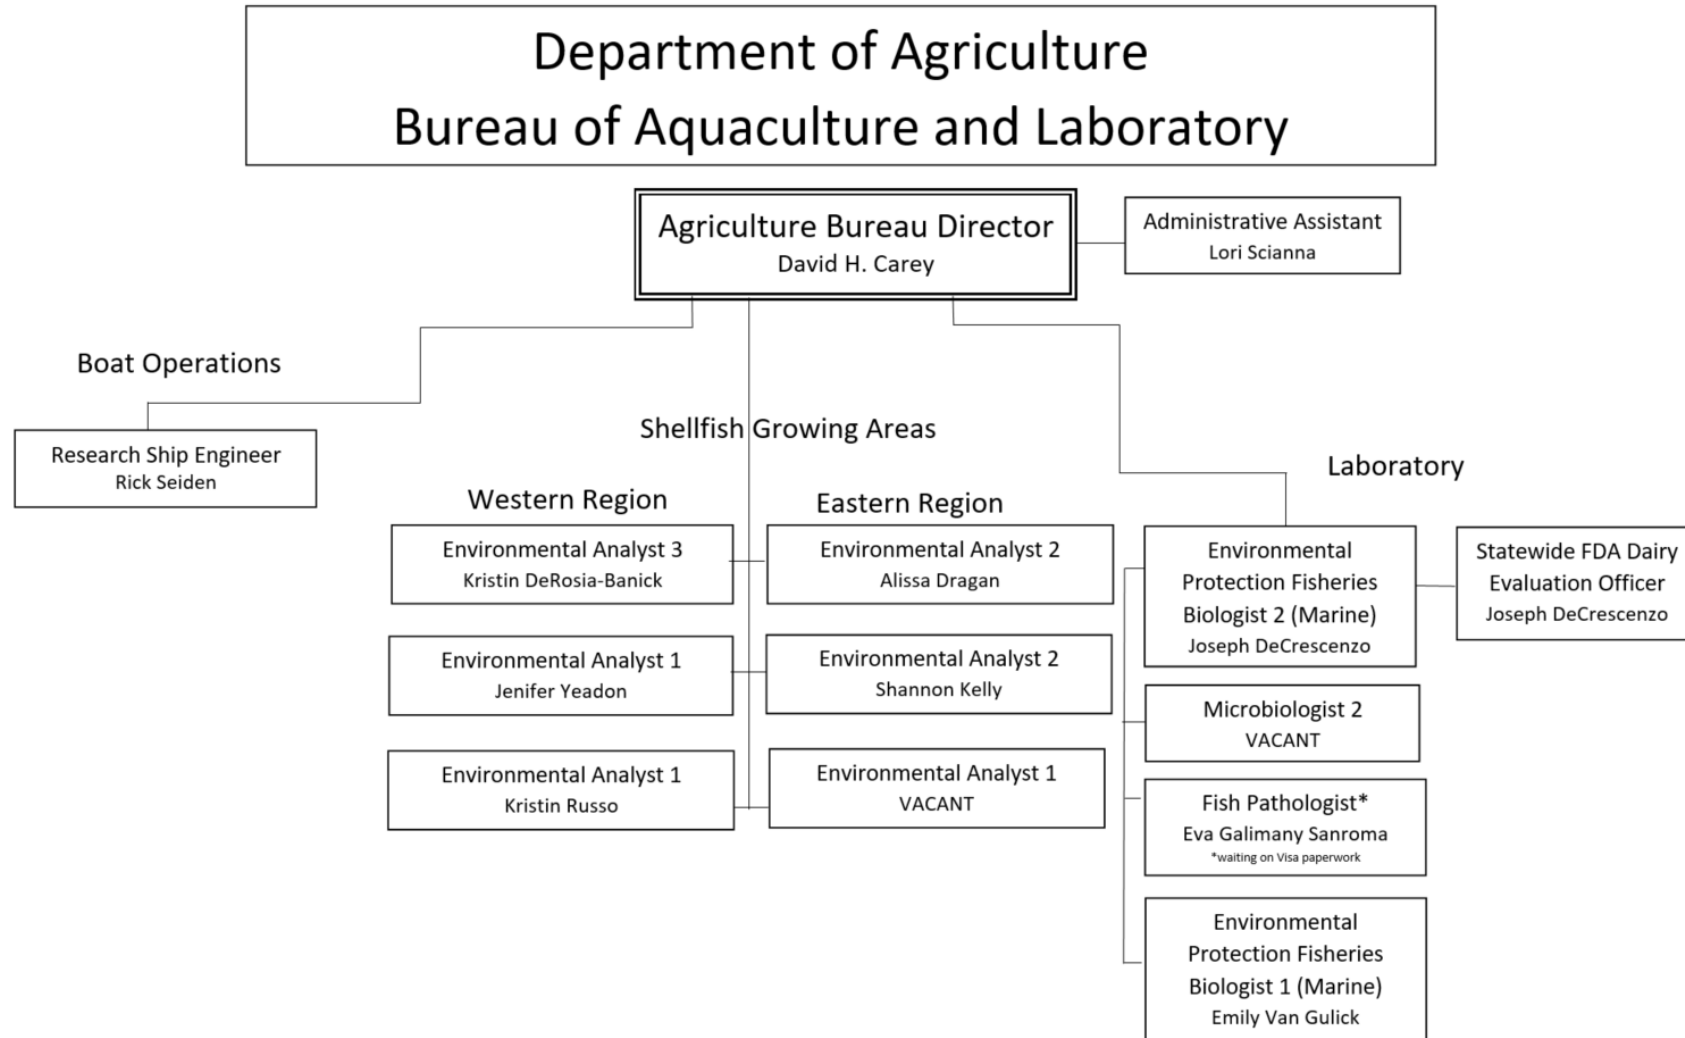 Department of Agriculture
Bureau of Aquaculture and Laboratory
Agriculture Bureau Director
David H. Carey
Administrative Assistant
Lori Scianna
Boat Operations
Research Ship Engineer
Rick Seiden
Shellfish Growing Areas
Western Region
Environmental Analyst 3
Kristin DeRosia-Banick
Environmental Analyst 1
Jenifer Yeadon
Environmental Analyst 1
Kristin Russo
Eastern Region
Environmental Analyst 2
Alissa Dragan
Environmental Analyst 2
Shannon Kelly
Environmental Analyst 1
VACANT
Laboratory
Environmental
Protection Fisheries
Biologist 2 (Marine)
Joseph DeCrescenzo
Statewide FDA Dairy
Evaluation Officer
Joseph DeCrescenzo
Microbiologist 2
VACANT
Fish Pathologist*
Eva Galimany Sanroma
*waiting on Visa paperwork
Environmental
Protection Fisheries
Biologist 1 (Marine)
Emily Van Gulick